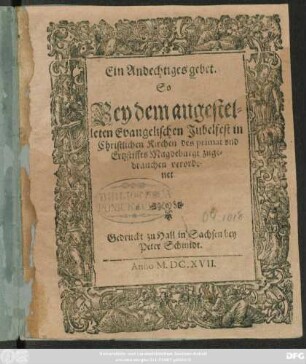 Ein Andechtiges gebet.
So
Bey dem angestel-
leten Evangelischen Jubelfest in
Christlichen Kirchen des primat vnd
Ertzstiffts Magdeburgk zuge-
brauchen verord-
net
Gedruckt zu Hall in Sachsen bey
Peter Schmidt.
Anno M. DC. XVII.